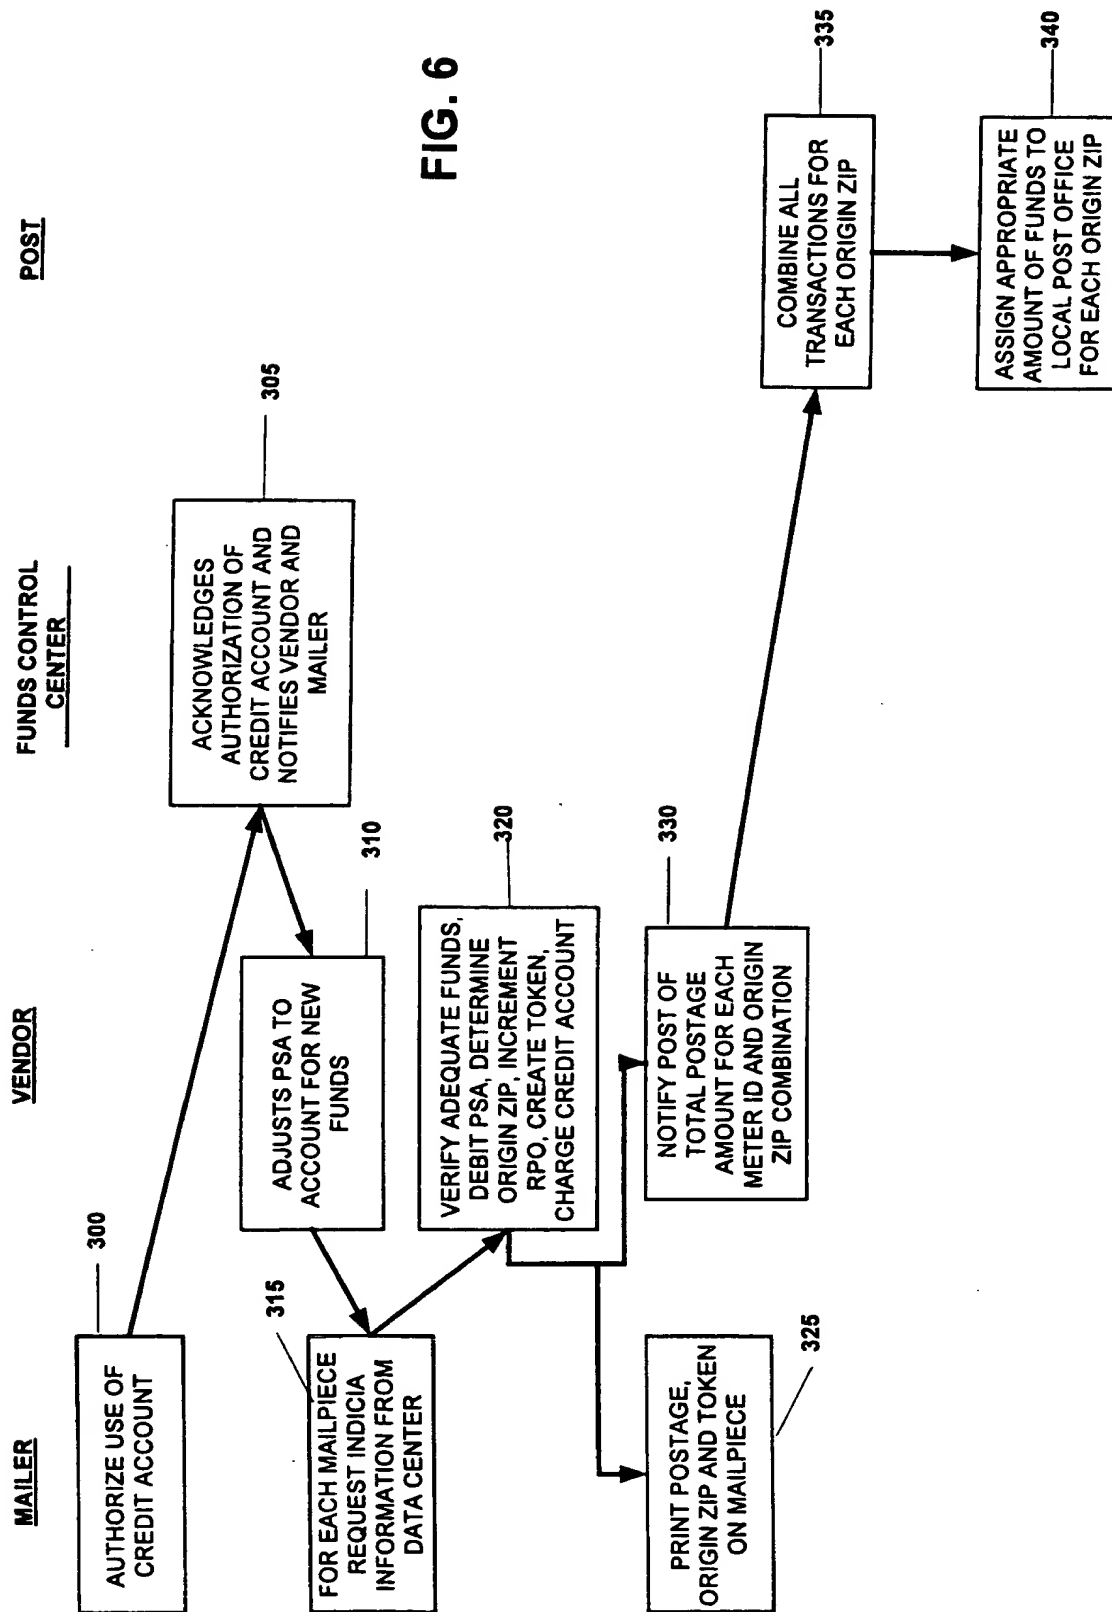 MAILER
VENDOR
FUNDS CONTROL
CENTER
POST
300
AUTHORIZE USE OF
CREDIT ACCOUNT
305
ACKNOWLEDGES
AUTHORIZATION OF
CREDIT ACCOUNT AND
NOTIFIES VENDOR AND
MAILER
310
ADJUSTS PSA TO
ACCOUNT FOR NEW
FUNDS
315
FOR EACH MAILPIECE
REQUEST INDICIA
INFORMATION FROM
DATA CENTER
320
VERIFY ADEQUATE FUNDS,
DEBIT PSA, DETERMINE
ORIGIN ZIP, INCREMENT
RPO, CREATE TOKEN,
CHARGE CREDIT ACCOUNT
FIG. 6
325
PRINT POSTAGE,
ORIGIN ZIP AND TOKEN
ON MAILPIECE
330
NOTIFY POST OF
TOTAL POSTAGE
AMOUNT FOR EACH
METER ID AND ORIGIN
ZIP COMBINATION
335
COMBINE ALL
TRANSACTIONS FOR
EACH ORIGIN ZIP
340
ASSIGN APPROPRIATE
AMOUNT OF FUNDS TO
LOCAL POST OFFICE
FOR EACH ORIGIN ZIP